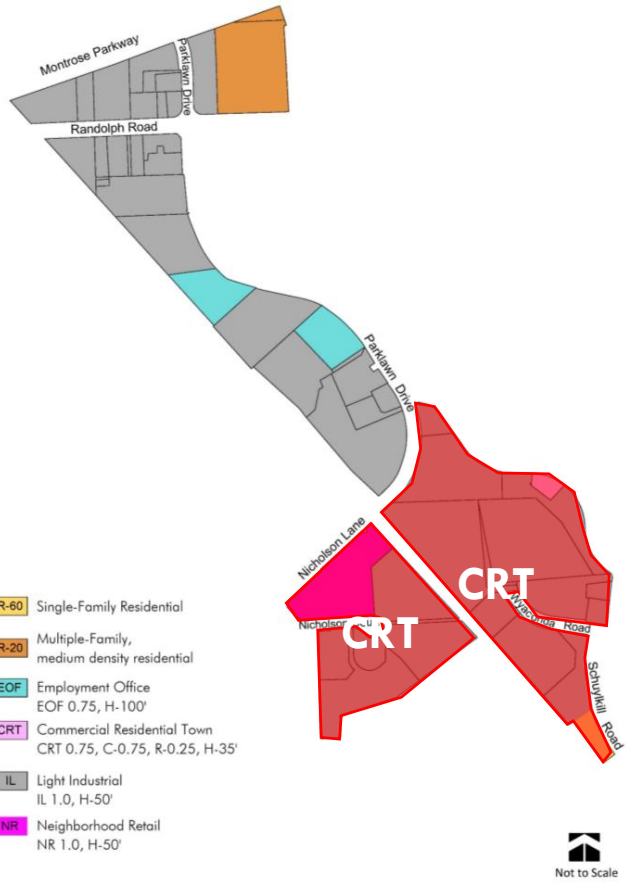 Montrose Parkway
Parklawn Drive
Randolph Road
Parklawn Drive
Nicholson Lane
CRT
Wyaconda Road
Nicholson
CRT
Schuylkill Road
R-60 Single-Family Residential
R-20 Multiple-Family,
medium density residential
EOF Employment Office
EOF 0.75, H-100'
CRT Commercial Residential Town
CRT 0.75, C-0.75, R-0.25, H-35'
IL Light Industrial
IL 1.0, H-50'
NR Neighborhood Retail
NR 1.0, H-50'
Not to Scale